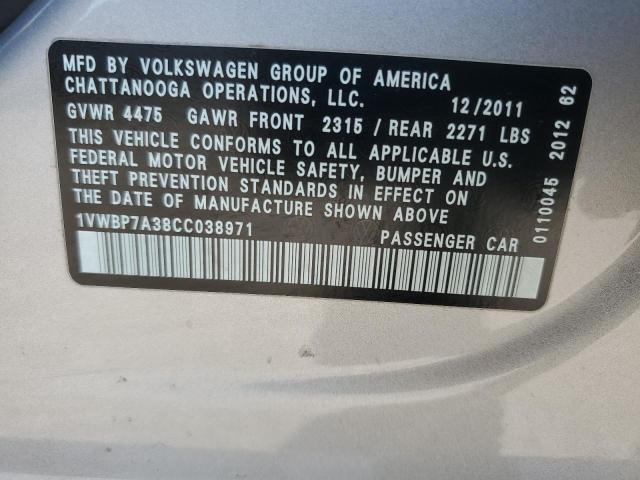 MFD BY VOLKSWAGEN GROUP OF AMERICA
CHATTANOOGA OPERATIONS, LLC. 12/2011
GVWR 4475 GAWR FRONT 2315 / REAR 2271 LBS
THIS VEHICLE CONFORMS TO ALL APPLICABLE U.S.
FEDERAL MOTOR VEHICLE SAFETY, BUMPER AND
THEFT PREVENTION STANDARDS IN EFFECT ON
THE DATE OF MANUFACTURE SHOWN ABOVE
1VWBP7A38CC038971 PASSENGER CAR
0110045 2012 62